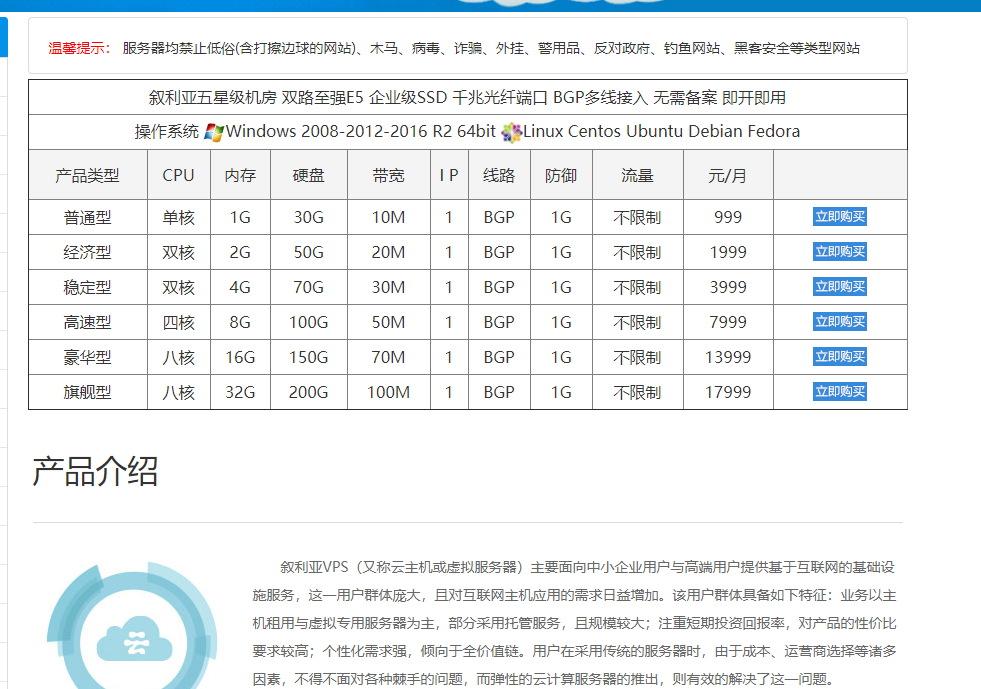 温馨提示： 服务器均禁止低俗(含打擦边球的网站)、木马、病毒、诈骗、外挂、警用品、反对政府、钓鱼网站、黑客安全等类型网站
叙利亚五星级机房 双路至强E5 企业级SSD 千兆光纤端口 BGP多线接入 无需备案 即开即用
操作系统 Windows 2008-2012-2016 R2 64bit Linux Centos Ubuntu Debian Fedora
产品类型 CPU 内存 硬盘 带宽 I P 线路 防御 流量 元/月
普通型 单核 1G 30G 10M 1 BGP 1G 不限制 999 立即购买
经济型 双核 2G 50G 20M 1 BGP 1G 不限制 1999 立即购买
稳定型 双核 4G 70G 30M 1 BGP 1G 不限制 3999 立即购买
高速型 四核 8G 100G 50M 1 BGP 1G 不限制 7999 立即购买
豪华型 八核 16G 150G 70M 1 BGP 1G 不限制 13999 立即购买
旗舰型 八核 32G 200G 100M 1 BGP 1G 不限制 17999 立即购买
产品介绍
叙利亚VPS（又称云主机或虚拟服务器）主要面向中小企业用户与高端用户提供基于互联网的基础设
施服务，这一用户群体庞大，且对互联网主机应用的需求日益增加。该用户群体具备如下特征：业务以主
机租用与虚拟专用服务器为主，部分采用托管服务，且规模较大；注重短期投资回报率，对产品的性价比
要求较高；个性化需求强，倾向于全价值链。用户在采用传统的服务器时，由于成本、运营商选择等诸多
因素，不得不面对各种棘手的问题，而弹性的云计算服务器的推出，则有效的解决了这一问题。
云